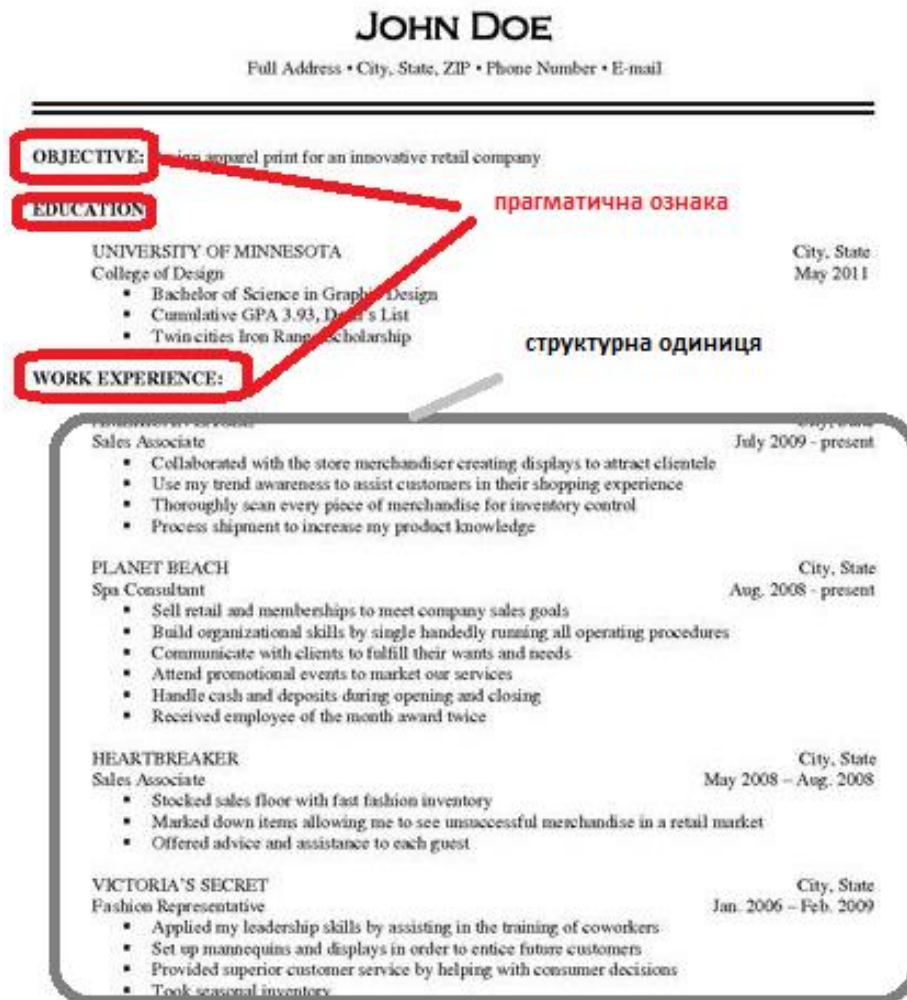 JOHN DOE
Full Address • City, State, ZIP • Phone Number • E-mail
OBJECTIVE: apparel print for an innovative retail company
прагматична ознака
EDUCATION
UNIVERSITY OF MINNESOTA City, State
College of Design May 2011
▪ Bachelor of Science in Graphic Design
▪ Cumulative GPA 3.93, Dean's List
▪ Twin cities Iron Range Scholarship
структурна одиниця
WORK EXPERIENCE:
City, State
Sales Associate July 2009 - present
▪ Collaborated with the store merchandiser creating displays to attract clientele
▪ Use my trend awareness to assist customers in their shopping experience
▪ Thoroughly scan every piece of merchandise for inventory control
▪ Process shipment to increase my product knowledge
PLANET BEACH City, State
Spa Consultant Aug. 2008 - present
▪ Sell retail and memberships to meet company sales goals
▪ Build organizational skills by single handedly running all operating procedures
▪ Communicate with clients to fulfill their wants and needs
▪ Attend promotional events to market our services
▪ Handle cash and deposits during opening and closing
▪ Received employee of the month award twice
HEARTBREAKER City, State
Sales Associate May 2008 – Aug. 2008
▪ Stocked sales floor with fast fashion inventory
▪ Marked down items allowing me to see unsuccessful merchandise in a retail market
▪ Offered advice and assistance to each guest
VICTORIA'S SECRET City, State
Fashion Representative Jan. 2006 – Feb. 2009
▪ Applied my leadership skills by assisting in the training of coworkers
▪ Set up mannequins and displays in order to entice future customers
▪ Provided superior customer service by helping with consumer decisions
▪ Took seasonal inventory